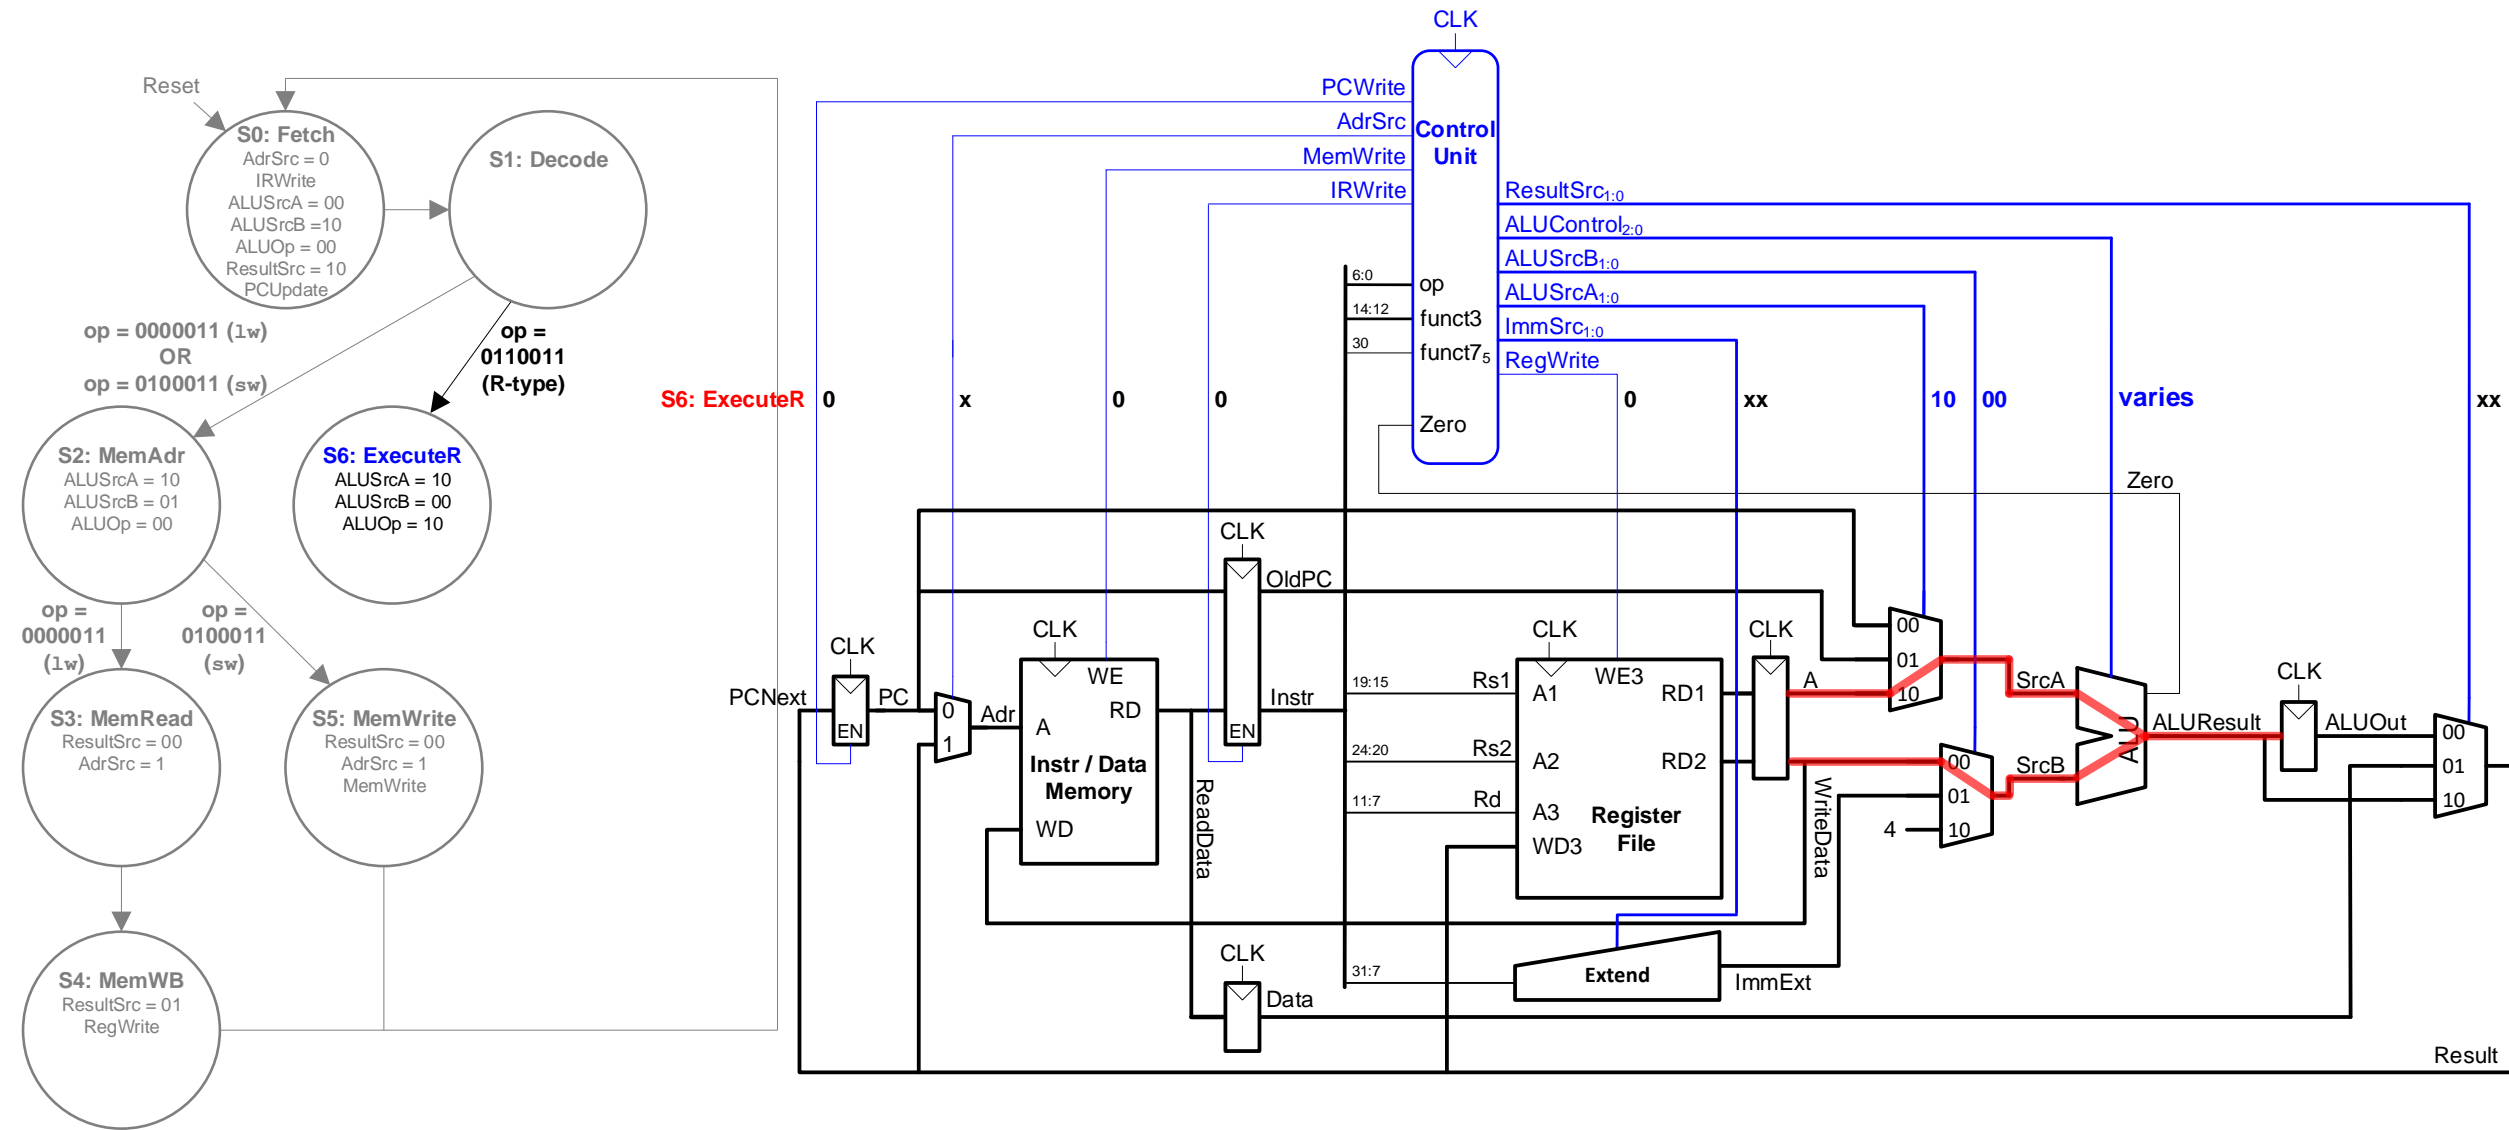 Reset
S0: Fetch
AdrSrc = 0
IRWrite
ALUSrcA = 00
ALUSrcB =10
ALUOp = 00
ResultSrc = 10
PCUpdate
S1: Decode
op = 0000011 (lw)
OR
op = 0100011 (sw)
op =
0110011
(R-type)
S2: MemAdr
ALUSrcA = 10
ALUSrcB = 01
ALUOp = 00
S6: ExecuteR
ALUSrcA = 10
ALUSrcB = 00
ALUOp = 10
op =
0000011
(lw)
op =
0100011
(sw)
S3: MemRead
ResultSrc = 00
AdrSrc = 1
S5: MemWrite
ResultSrc = 00
AdrSrc = 1
MemWrite
S4: MemWB
ResultSrc = 01
RegWrite
CLK
PCWrite
AdrSrc
MemWrite
IRWrite
Control
Unit
ResultSrc1:0
ALUControl2:0
ALUSrcB1:0
ALUSrcA1:0
ImmSrc1:0
RegWrite
6:0
op
14:12
funct3
30
funct75
Zero
S6: ExecuteR
0
x
0
0
0
xx
10
00
varies
xx
Zero
CLK
OldPC
CLK
PCNext
EN
PC
0
1
Adr
CLK
WE
A
RD
Instr / Data
Memory
WD
ReadData
EN
Instr
CLK
Data
19:15
Rs1
24:20
Rs2
11:7
Rd
31:7
CLK
WE3
A1
RD1
A2
RD2
A3
WD3
Register
File
Extend
ImmExt
CLK
A
WriteData
00
01
10
4
00
01
10
SrcA
SrcB
ALU
ALUResult
CLK
ALUOut
00
01
10
Result